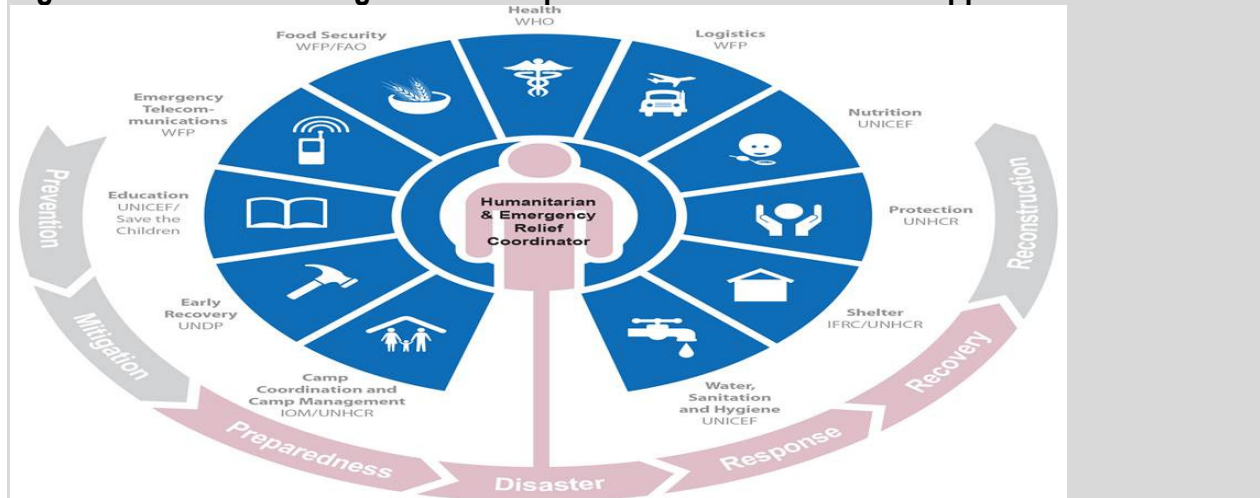 Health
WHO
Food Security
WFP/FAO
Logistics
WFP
Emergency
Telecom-
munications
WFP
Nutrition
UNICEF
Education
UNICEF/
Save the
Children
Protection
UNHCR
Humanitarian
& Emergency
Relief
Coordinator
Early
Recovery
UNDP
Shelter
IFRC/UNHCR
Camp
Coordination and
Camp Management
IOM/UNHCR
Water,
Sanitation
and Hygiene
UNICEF
Prevention
Mitigation
Preparedness
Disaster
Response
Recovery
Reconstruction